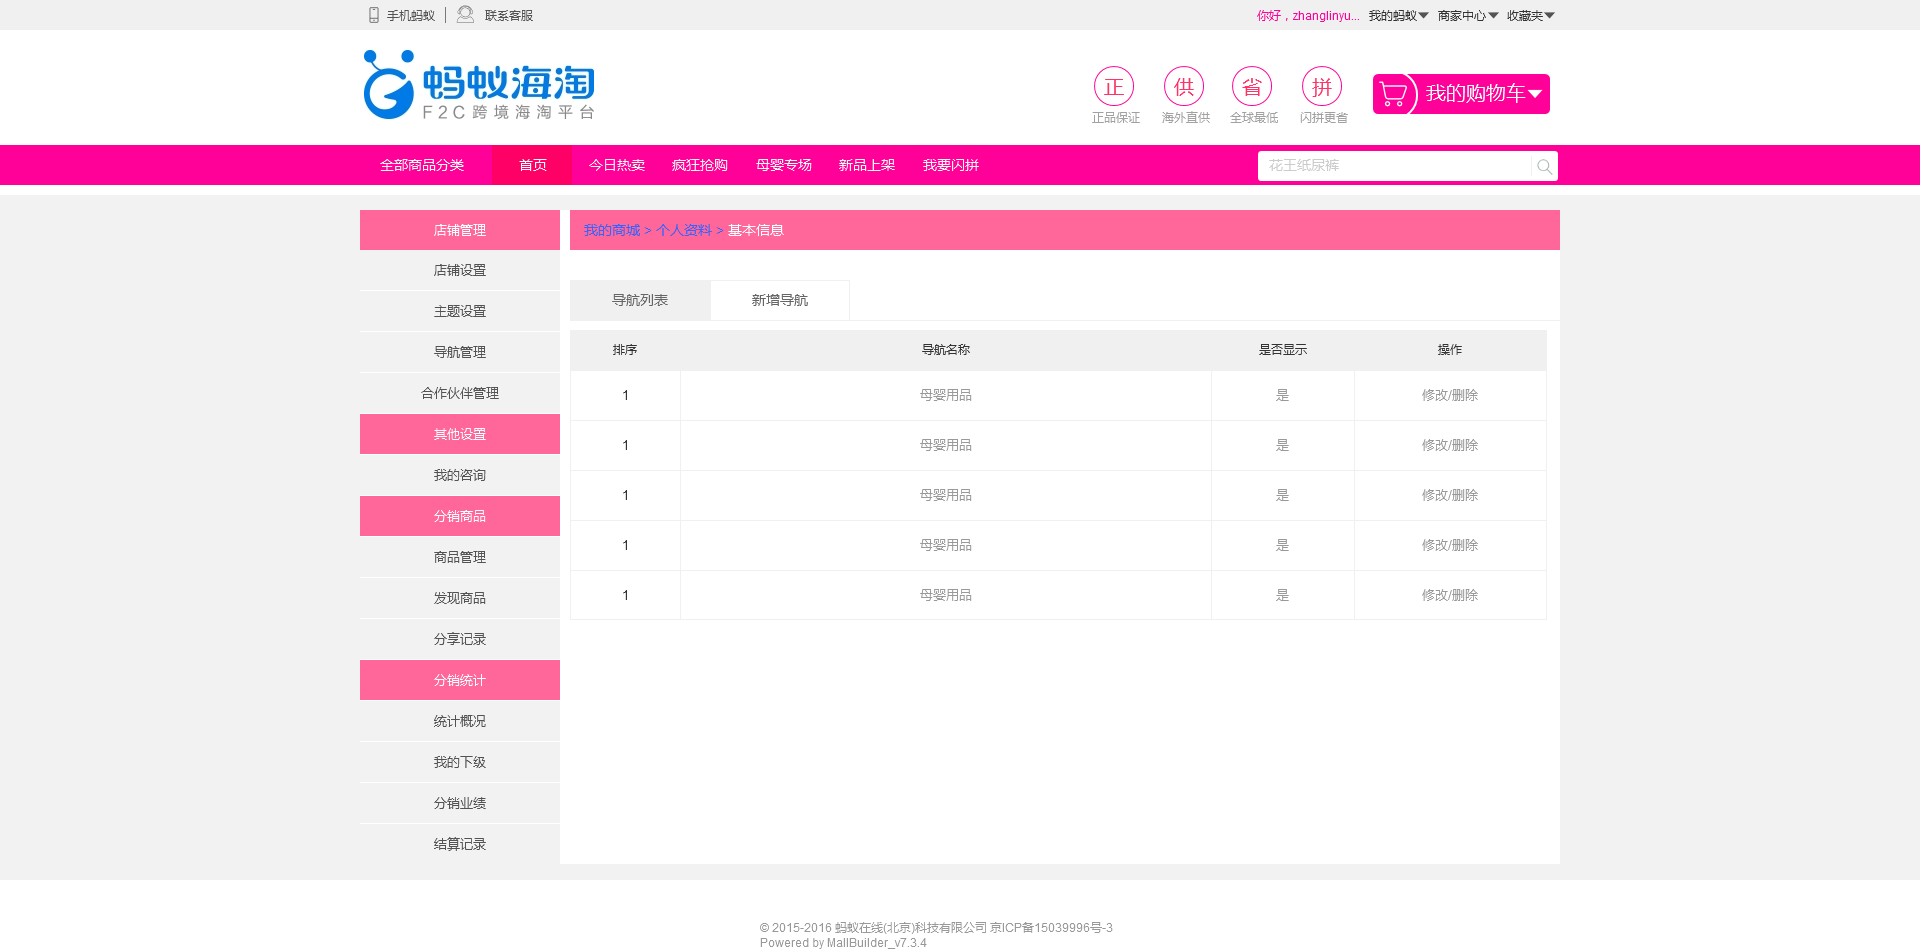 手机蚂蚁 联系客服 你好，zhanglinyu... 我的蚂蚁 商家中心 收藏夹
蚂蚁海淘
F2C跨境海淘平台
正 供 省 拼
正品保证 海外直供 全球最低 闪拼更省
我的购物车
全部商品分类 首页 今日热卖 疯狂抢购 母婴专场 新品上架 我要闪拼 花王纸尿裤
店铺管理
店铺设置
主题设置
导航管理
合作伙伴管理
其他设置
我的咨询
分销商品
商品管理
发现商品
分享记录
分销统计
统计概况
我的下级
分销业绩
结算记录
我的商城 > 个人资料 > 基本信息
导航列表 新增导航
排序 导航名称 是否显示 操作
1 母婴用品 是 修改/删除
1 母婴用品 是 修改/删除
1 母婴用品 是 修改/删除
1 母婴用品 是 修改/删除
1 母婴用品 是 修改/删除
© 2015-2016 蚂蚁在线(北京)科技有限公司 京ICP备15039996号-3
Powered by MallBuilder_v7.3.4